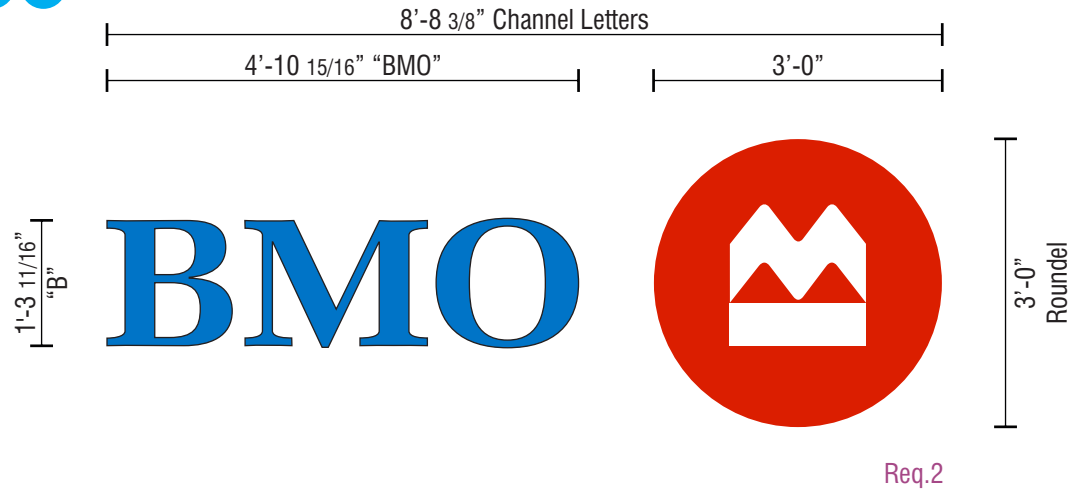 8’-8 3/8” Channel Letters
4’-10 15/16” “BMO”
3’-0”
1'-3 11/16”
“B”
BMO
3’-0”
Roundel
Req.2